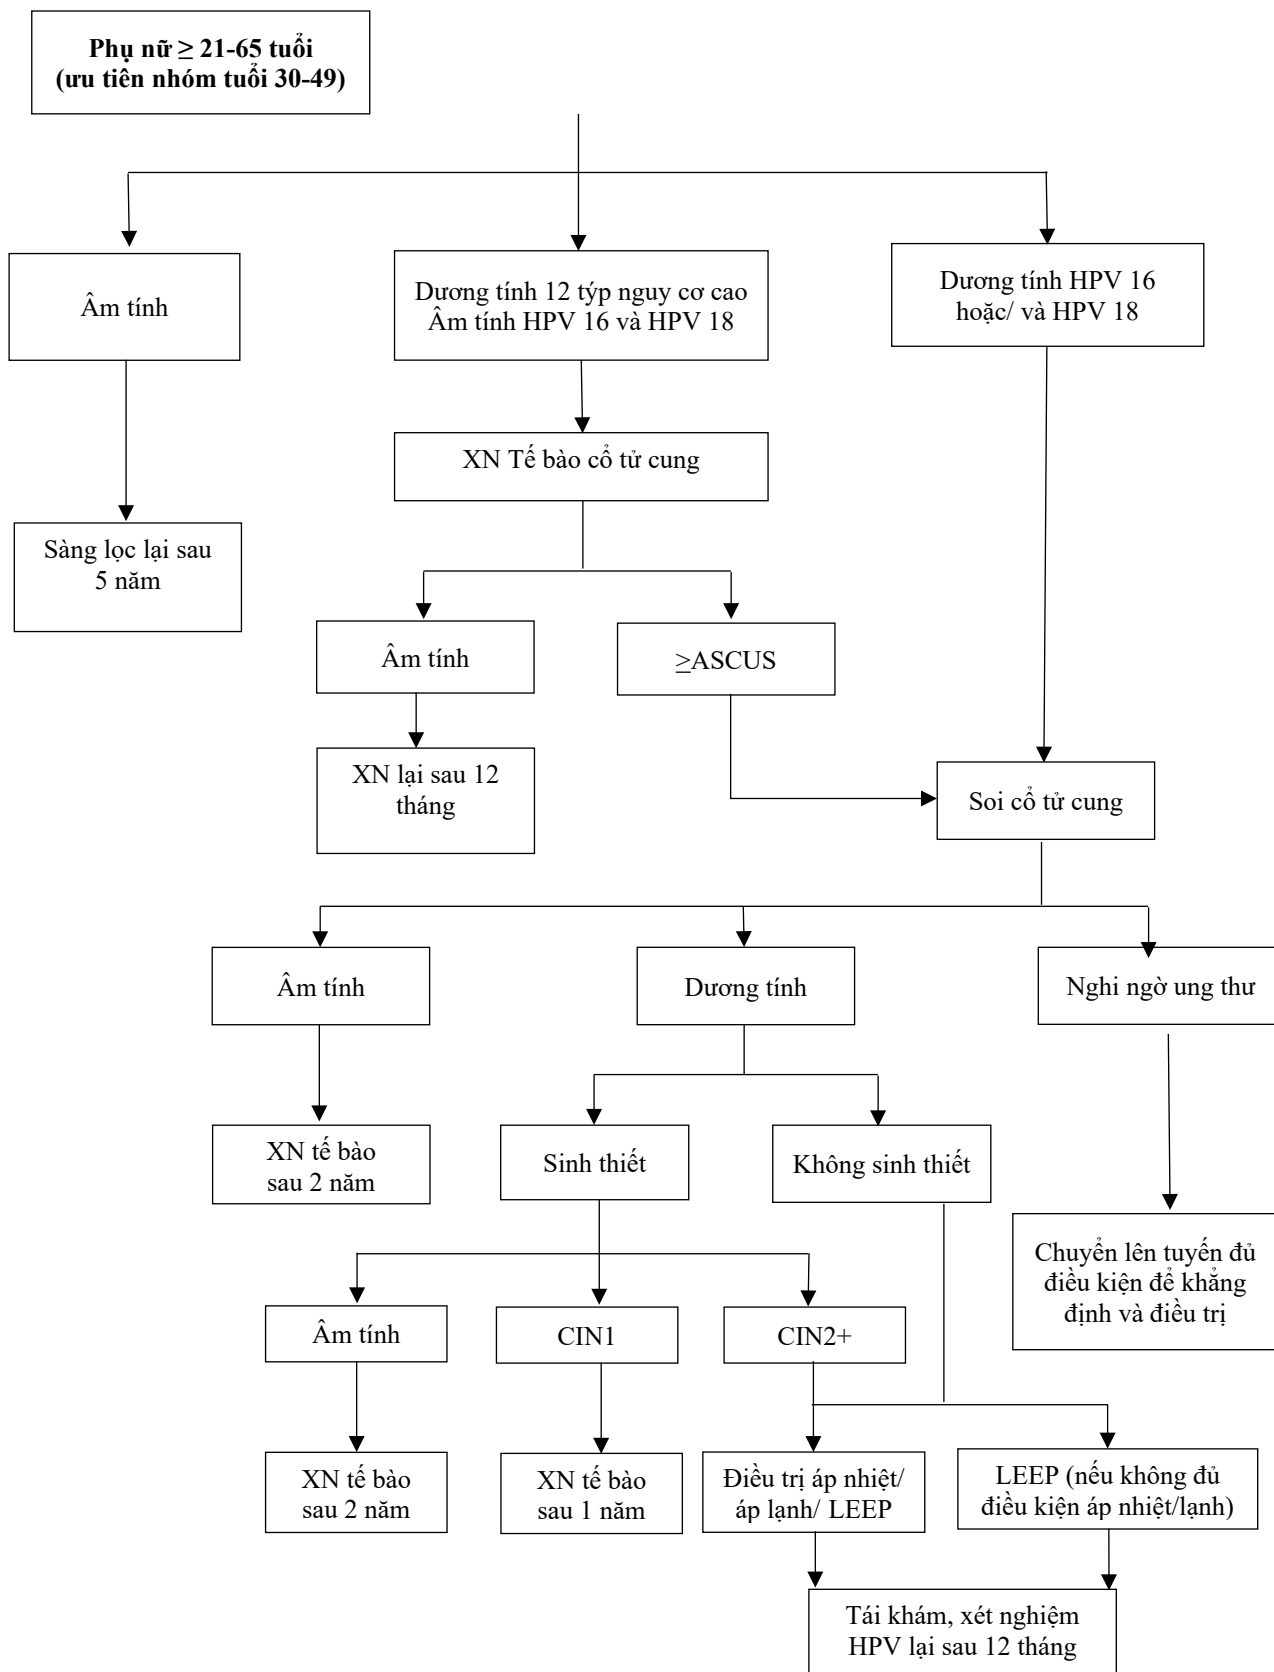 Phụ nữ ≥ 21-65 tuổi
(ưu tiên nhóm tuổi 30-49)
Âm tính
Dương tính 12 týp nguy cơ cao
Âm tính HPV 16 và HPV 18
Dương tính HPV 16
hoặc/ và HPV 18
XN Tế bào cổ tử cung
Sàng lọc lại sau
5 năm
Âm tính
≥ASCUS
XN lại sau 12
tháng
Soi cổ tử cung
Âm tính
Dương tính
Nghi ngờ ung thư
XN tế bào
sau 2 năm
Sinh thiết
Không sinh thiết
Chuyển lên tuyến đủ
điều kiện để khẳng
định và điều trị
Âm tính
CIN1
CIN2+
XN tế bào
sau 2 năm
XN tế bào
sau 1 năm
Điều trị áp nhiệt/
áp lạnh/ LEEP
LEEP (nếu không đủ
điều kiện áp nhiệt/lạnh)
Tái khám, xét nghiệm
HPV lại sau 12 tháng